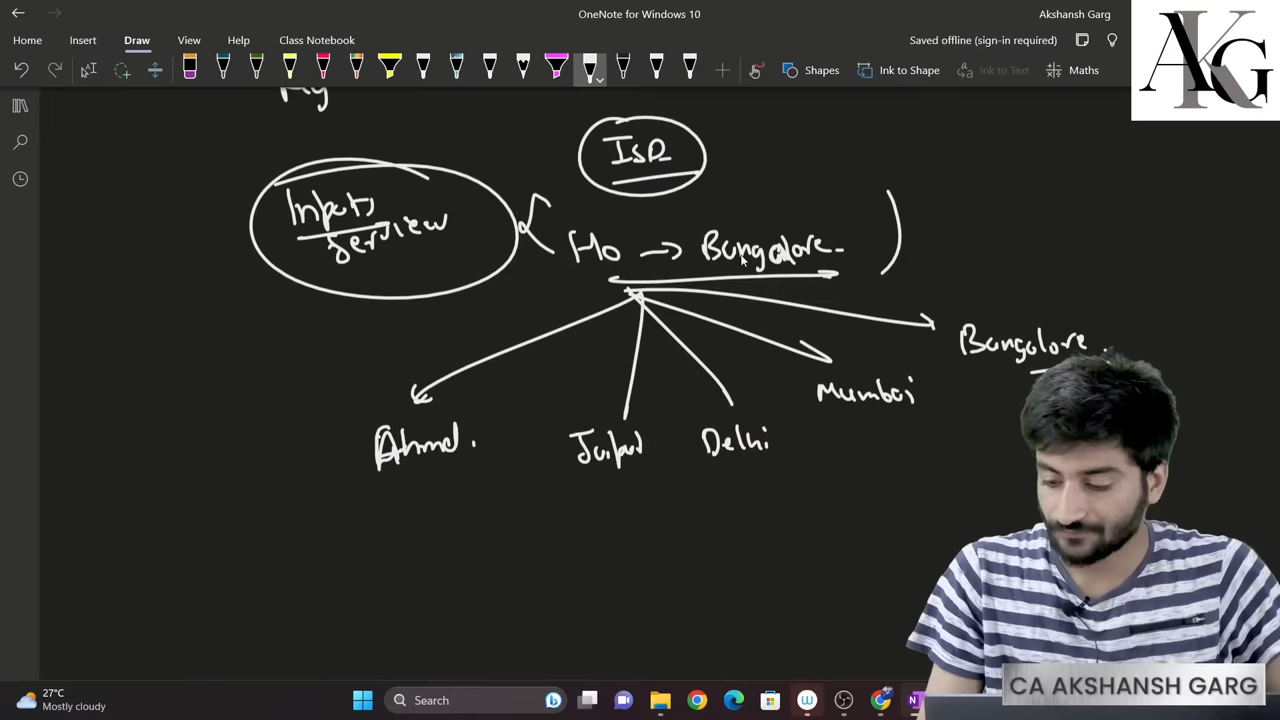 OneNote for Windows 10
Akshansh Garg
Home Insert Draw View Help Class Notebook
Saved offline (sign-in required)
Shapes Ink to Shape Ink to Text Maths
AKG
My
ISD
Inputs
Service
HO → Bangalore
Bangalore.
Mumbai
Ahmd.
Jaipur
Delhi
CA AKSHANSH GARG
27°C
Mostly cloudy
Search